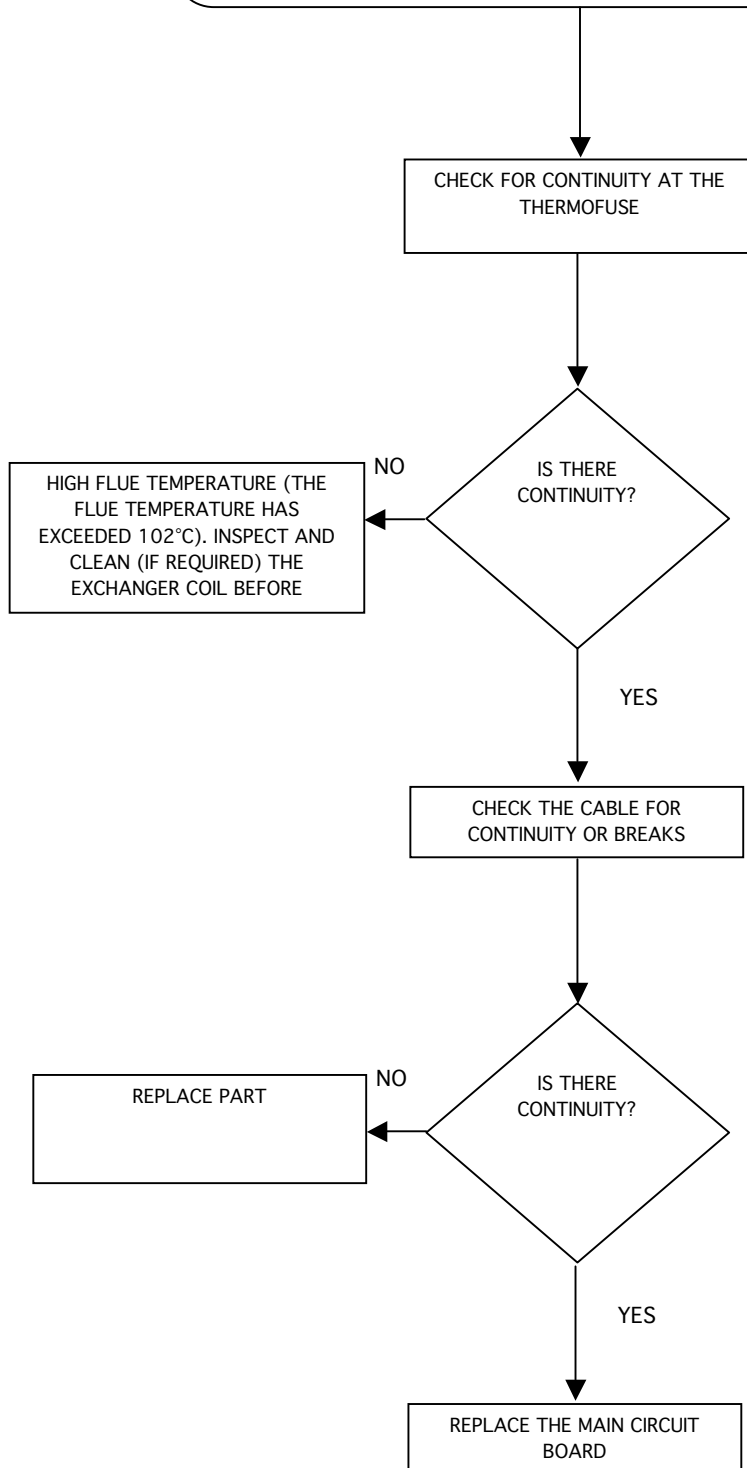 CHECK FOR CONTINUITY AT THE
THERMOFUSE
IS THERE
CONTINUITY?
NO
HIGH FLUE TEMPERATURE (THE
FLUE TEMPERATURE HAS
EXCEEDED 102°C). INSPECT AND
CLEAN (IF REQUIRED) THE
EXCHANGER COIL BEFORE
YES
CHECK THE CABLE FOR
CONTINUITY OR BREAKS
IS THERE
CONTINUITY?
NO
REPLACE PART
YES
REPLACE THE MAIN CIRCUIT
BOARD